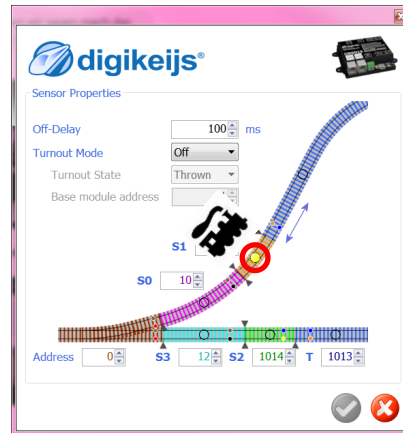 digikeijs®
Sensor Properties
Off-Delay 100 ms
Turnout Mode Off
Turnout State Thrown
Base module address
S1
S0 10
Address 0 S3 12 S2 1014 T 1013